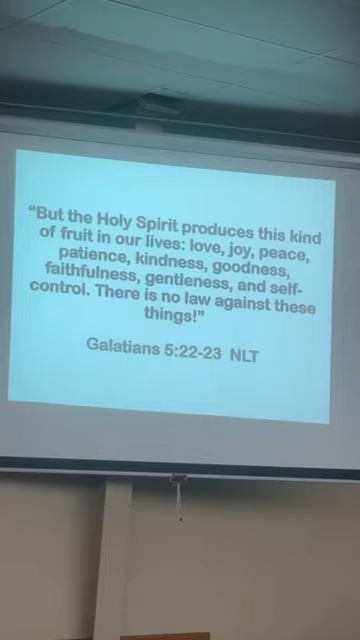 “But the Holy Spirit produces this kind
of fruit in our lives: love, joy, peace,
patience, kindness, goodness,
faithfulness, gentleness, and self-
control. There is no law against these
things!”
Galatians 5:22-23 NLT